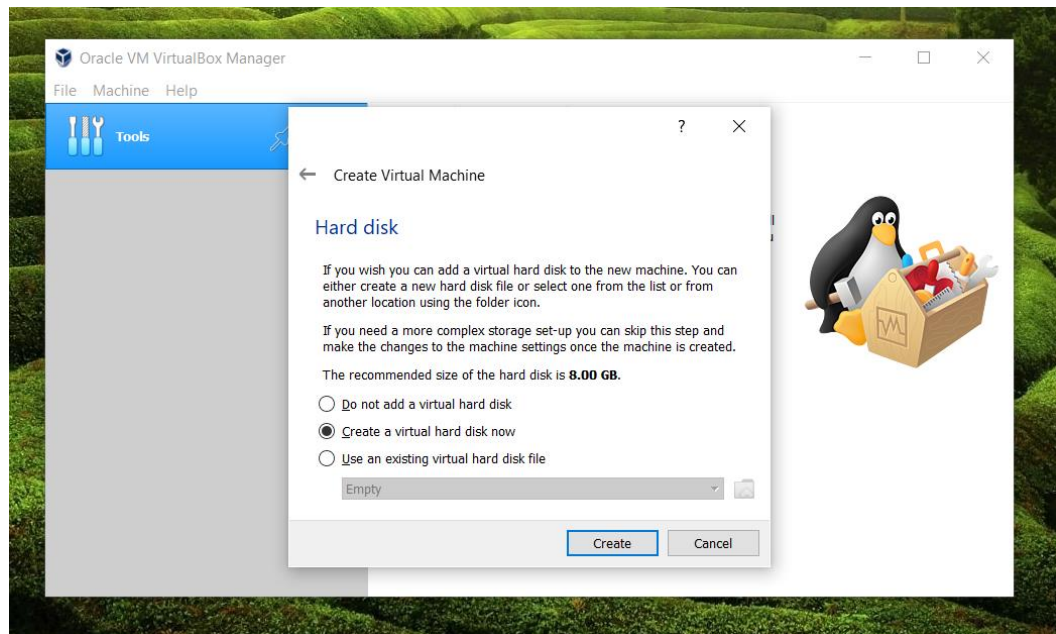 Oracle VM VirtualBox Manager
File Machine Help
Tools
?
Create Virtual Machine
Hard disk
If you wish you can add a virtual hard disk to the new machine. You can
either create a new hard disk file or select one from the list or from
another location using the folder icon.
If you need a more complex storage set-up you can skip this step and
make the changes to the machine settings once the machine is created.
The recommended size of the hard disk is 8.00 GB.
Do not add a virtual hard disk
Create a virtual hard disk now
Use an existing virtual hard disk file
Empty
Create Cancel